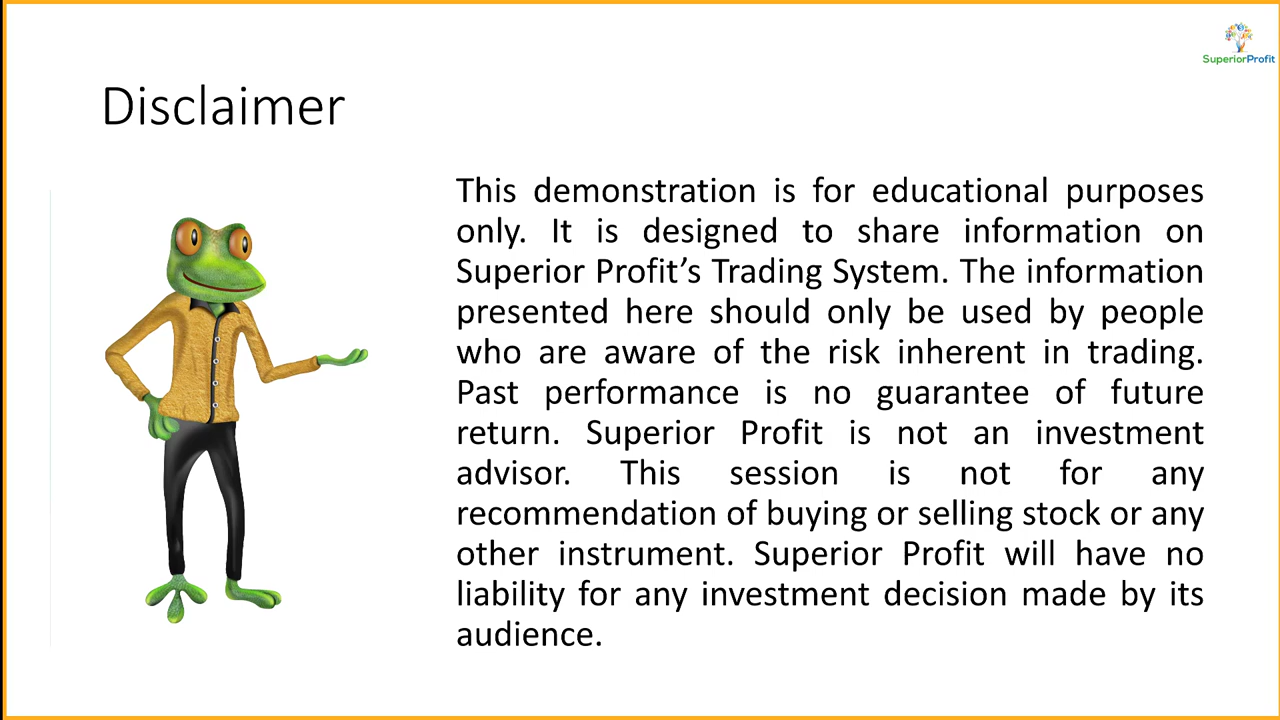 SuperiorProfit
Disclaimer
This demonstration is for educational purposes
only. It is designed to share information on
Superior Profit’s Trading System. The information
presented here should only be used by people
who are aware of the risk inherent in trading.
Past performance is no guarantee of future
return. Superior Profit is not an investment
advisor. This session is not for any
recommendation of buying or selling stock or any
other instrument. Superior Profit will have no
liability for any investment decision made by its
audience.